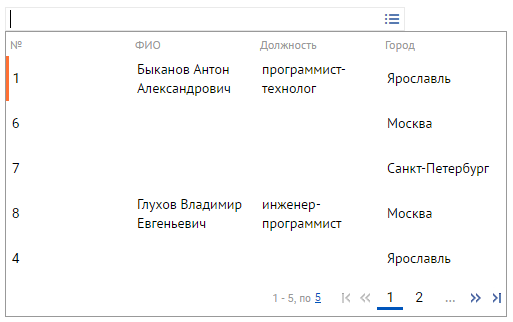 № ФИО Должность Город
1 Быканов Антон Александрович программист-технолог Ярославль
6 Москва
7 Санкт-Петербург
8 Глухов Владимир Евгеньевич инженер-программист Москва
4 Ярославль
1 - 5, по 5 1 2 ...